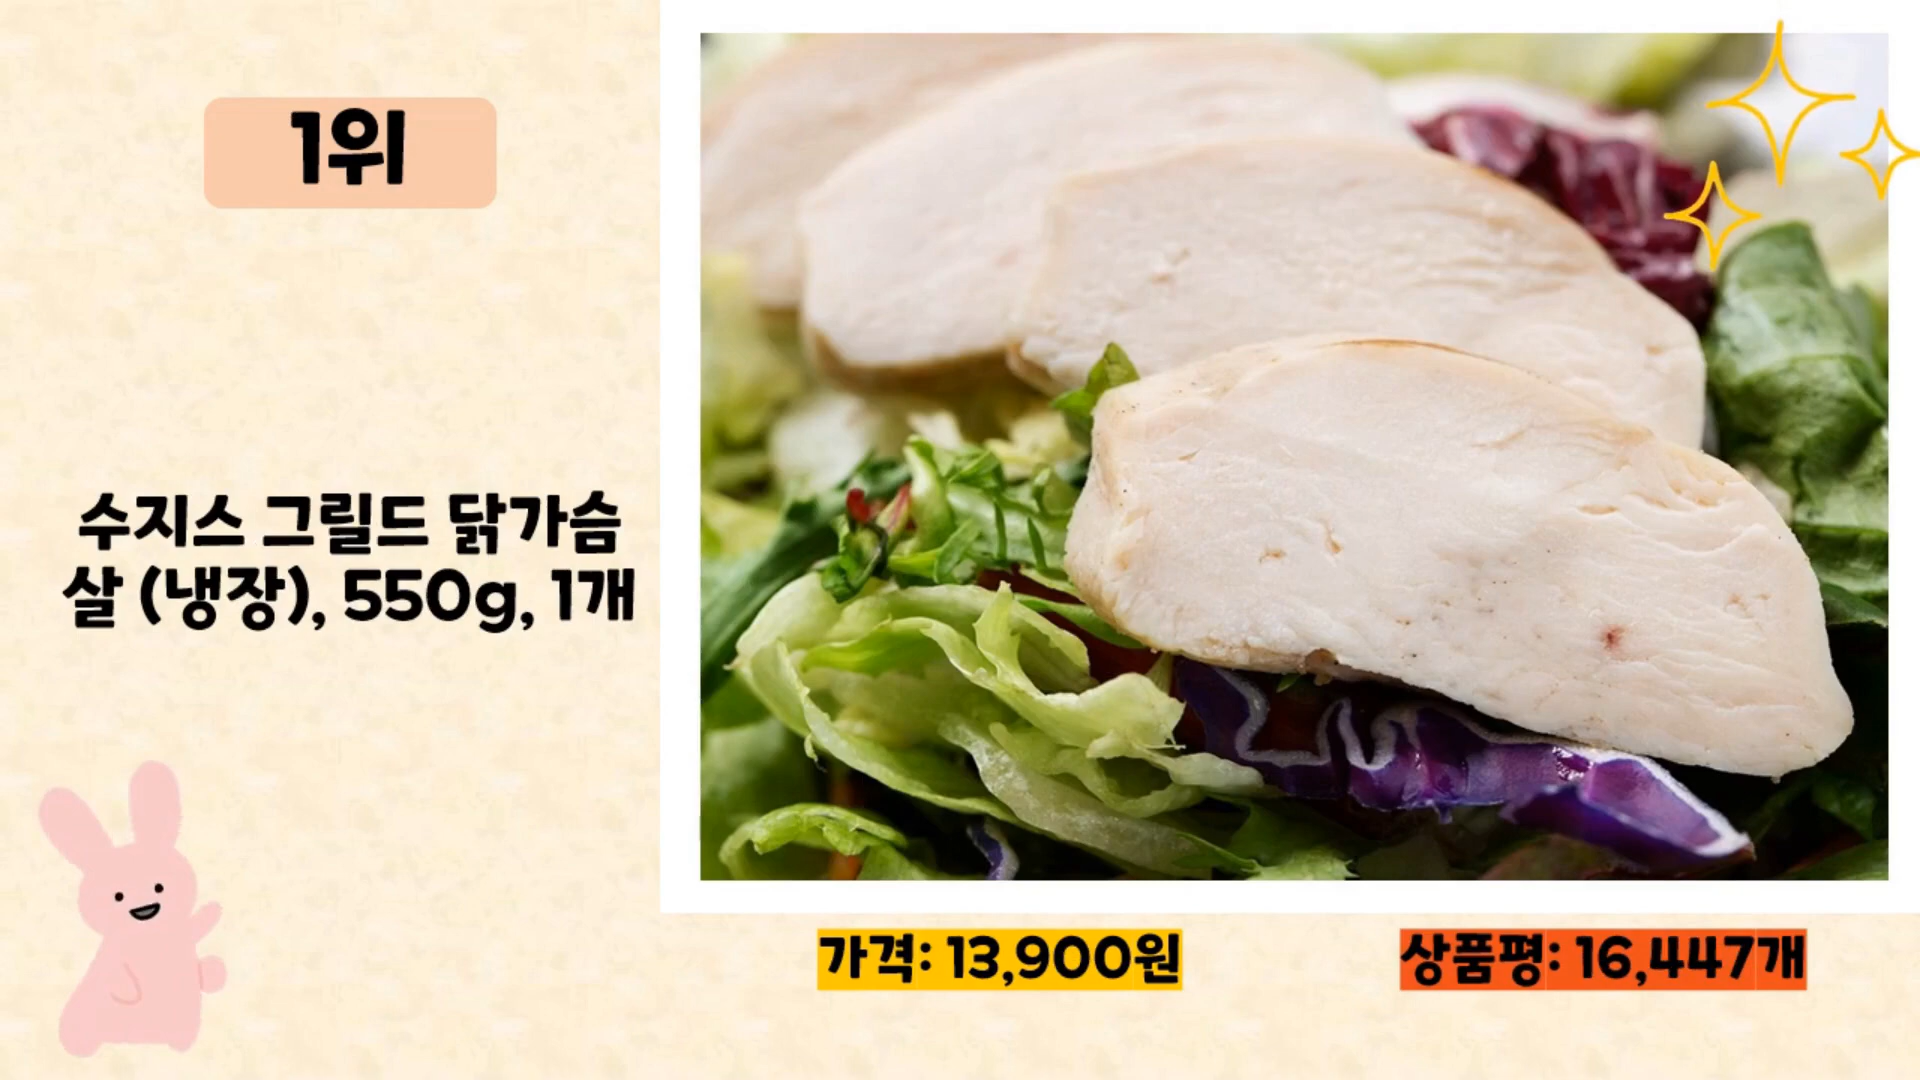 1위
수지스 그릴드 닭가슴
살 (냉장), 550g, 1개
가격: 13,900원
상품평: 16,447개